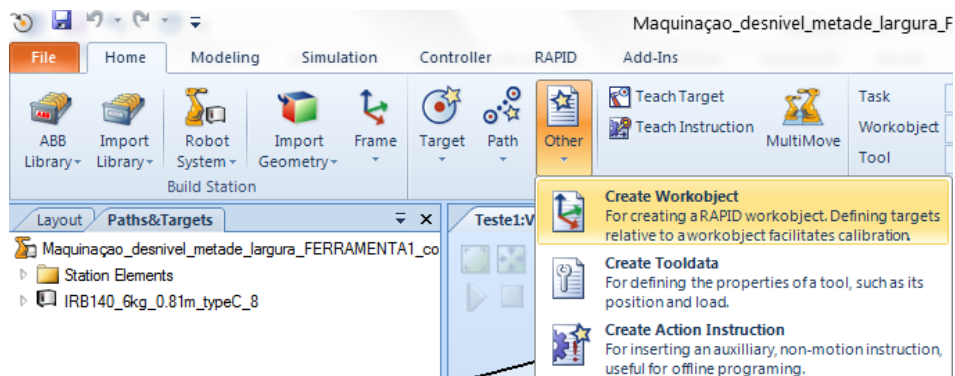 Maquinaçao_desnivel_metade_largura_F
File Home Modeling Simulation Controller RAPID Add-Ins
ABB Library
Import Library
Robot System
Import Geometry
Frame
Target
Path
Other
Teach Target
Teach Instruction
MultiMove
Task
Workobject
Tool
Build Station
Create Workobject
For creating a RAPID workobject. Defining targets
relative to a workobject facilitates calibration.
Create Tooldata
For defining the properties of a tool, such as its
position and load.
Create Action Instruction
For inserting an auxilliary, non-motion instruction,
useful for offline programing.
Layout Paths&Targets
Teste1:V
Maquinaçao_desnivel_metade_largura_FERRAMENTA1_co
Station Elements
IRB140_6kg_0.81m_typeC_8